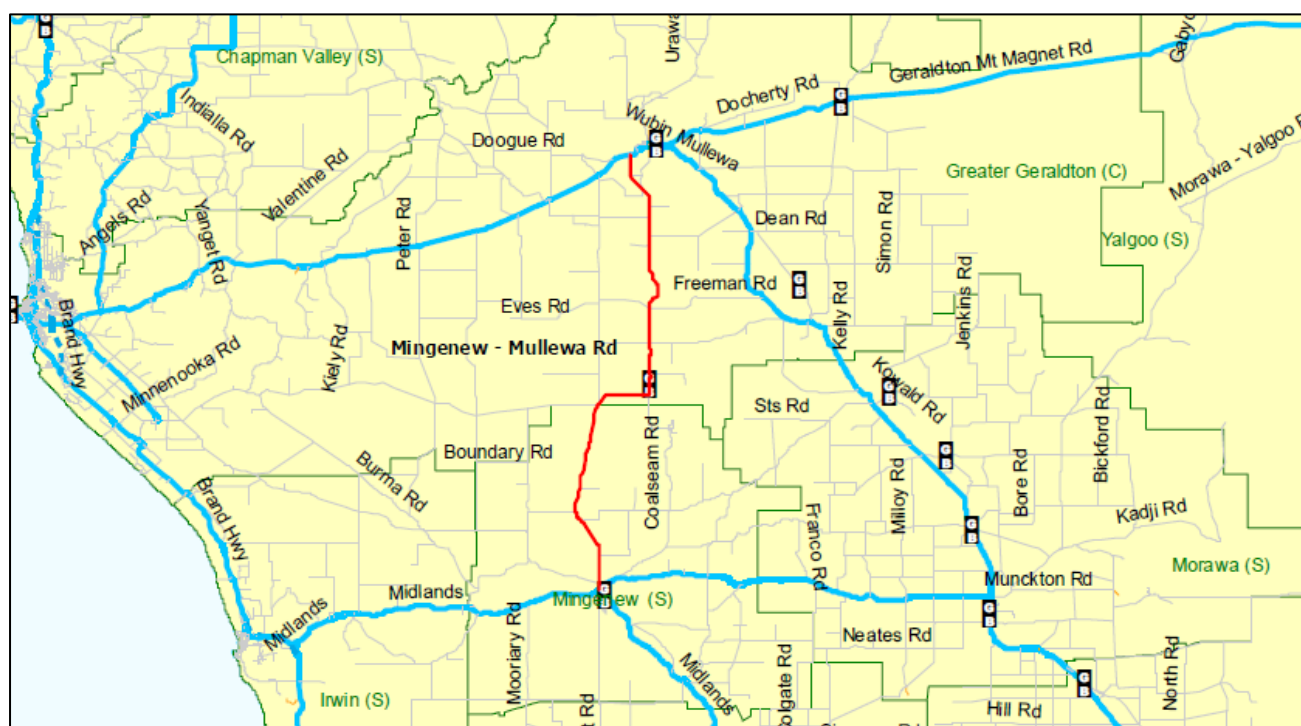 Chapman Valley (S)
Urawa
Gabyo
Geraldton Mt Magnet Rd
Docherty Rd
Indialla Rd
Wubin Mullewa
Doogue Rd
Valentine Rd
Greater Geraldton (C)
Morawa - Yalgoo R
Angels Rd
Yanget Rd
Peter Rd
Dean Rd
Simon Rd
Yalgoo (S)
Freeman Rd
Eves Rd
Brand Hwy
Kelly Rd
Jenkins Rd
Minnenooka Rd
Kiely Rd
Mingenew - Mullewa Rd
Kowald Rd
Sts Rd
Bickford Rd
Boundary Rd
Coalseam Rd
Burma Rd
Milloy Rd
Bore Rd
Brand Hwy
Franco Rd
Kadji Rd
Morawa (S)
Munckton Rd
Midlands
Midlands
Mingenew (S)
Neates Rd
Mooriary Rd
Midlands
North Rd
Irwin (S)
olgate Rd
Hill Rd